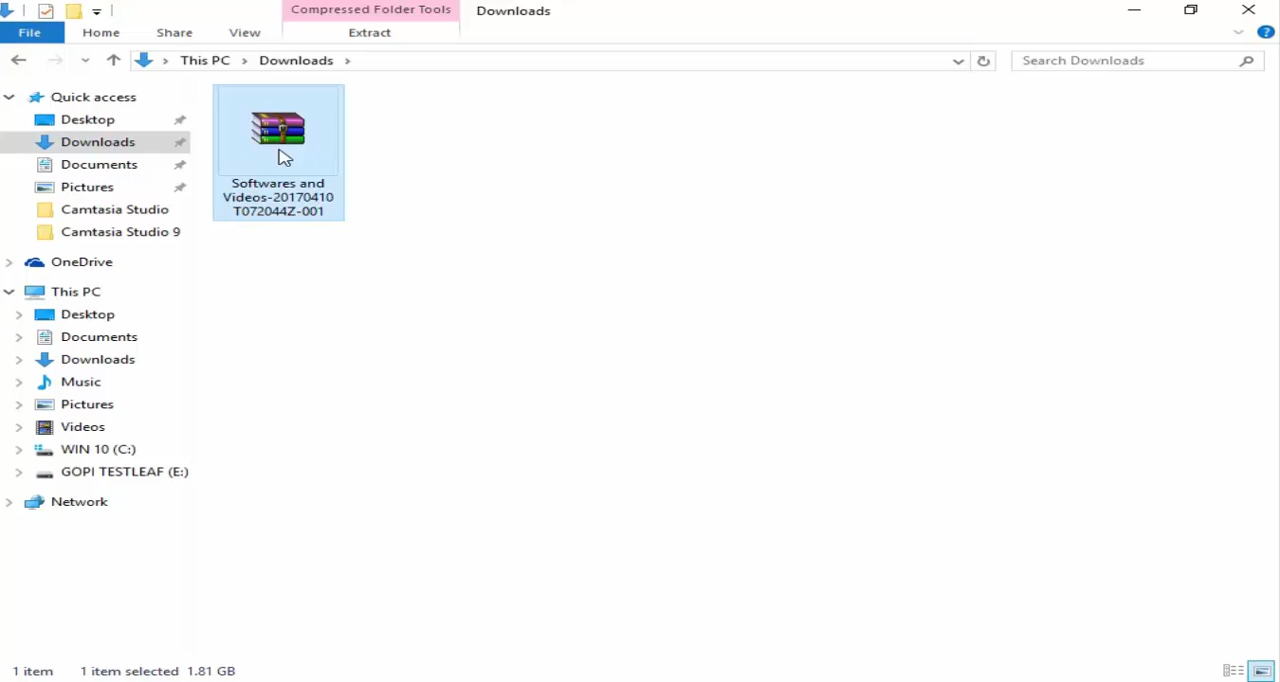 Compressed Folder Tools
Downloads
File
Home
Share
View
Extract
This PC
Downloads
Search Downloads
Quick access
Desktop
Downloads
Documents
Pictures
Camtasia Studio
Camtasia Studio 9
OneDrive
This PC
Desktop
Documents
Downloads
Music
Pictures
Videos
WIN 10 (C:)
GOPI TESTLEAF (E:)
Network
Softwares and
Videos-20170410
T072044Z-001
1 item
1 item selected 1.81 GB